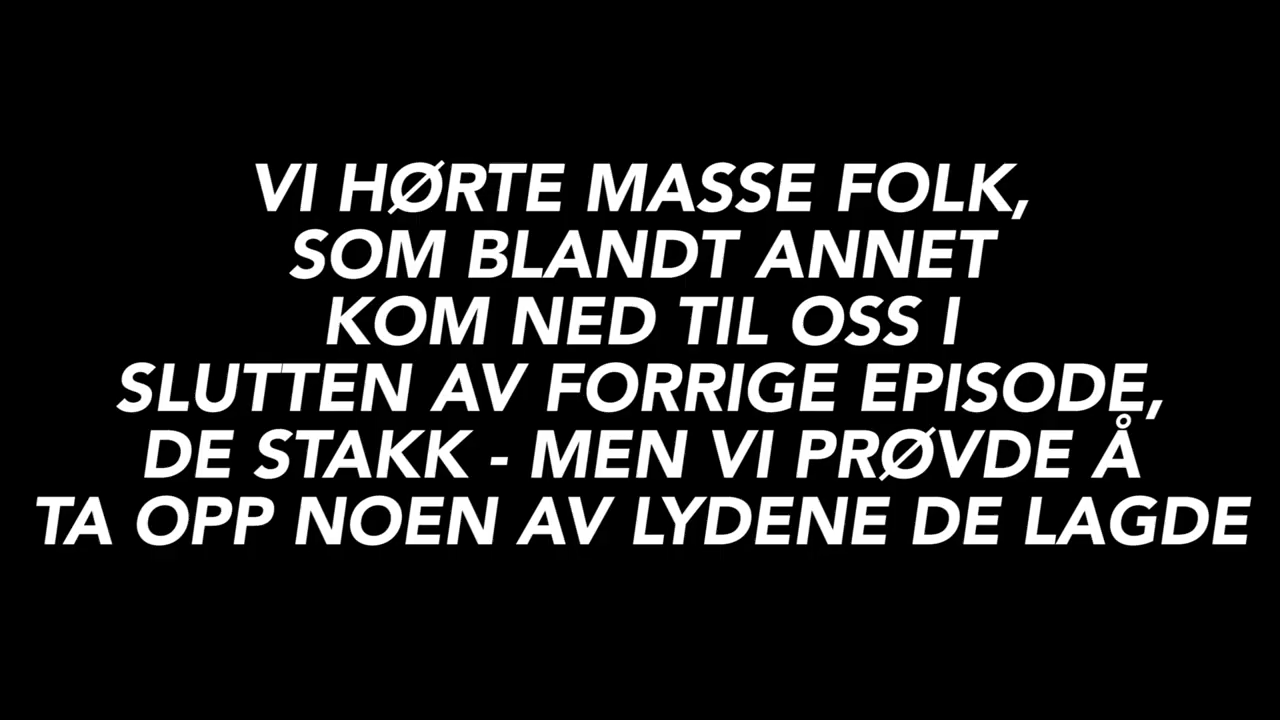 VI HØRTE MASSE FOLK,
SOM BLANDT ANNET
KOM NED TIL OSS I
SLUTTEN AV FORRIGE EPISODE,
DE STAKK - MEN VI PRØVDE Å
TA OPP NOEN AV LYDENE DE LAGDE